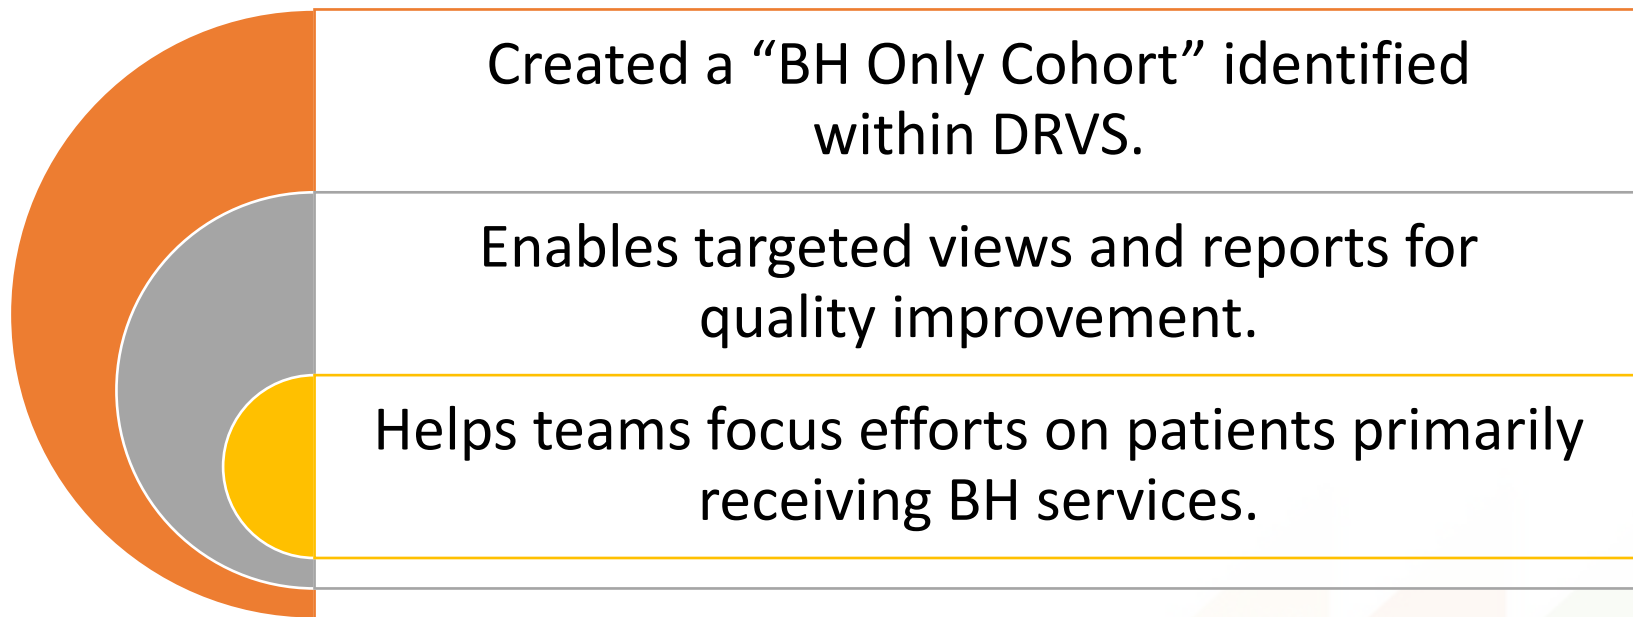 Created a “BH Only Cohort” identified
within DRVS.
Enables targeted views and reports for
quality improvement.
Helps teams focus efforts on patients primarily
receiving BH services.